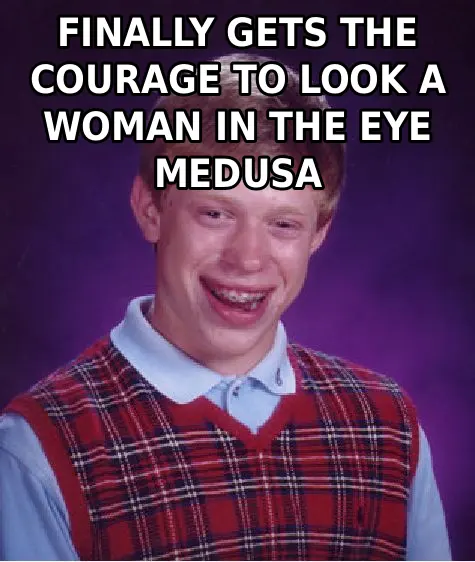 FINALLY GETS THE
COURAGE TO LOOK A
WOMAN IN THE EYE
MEDUSA